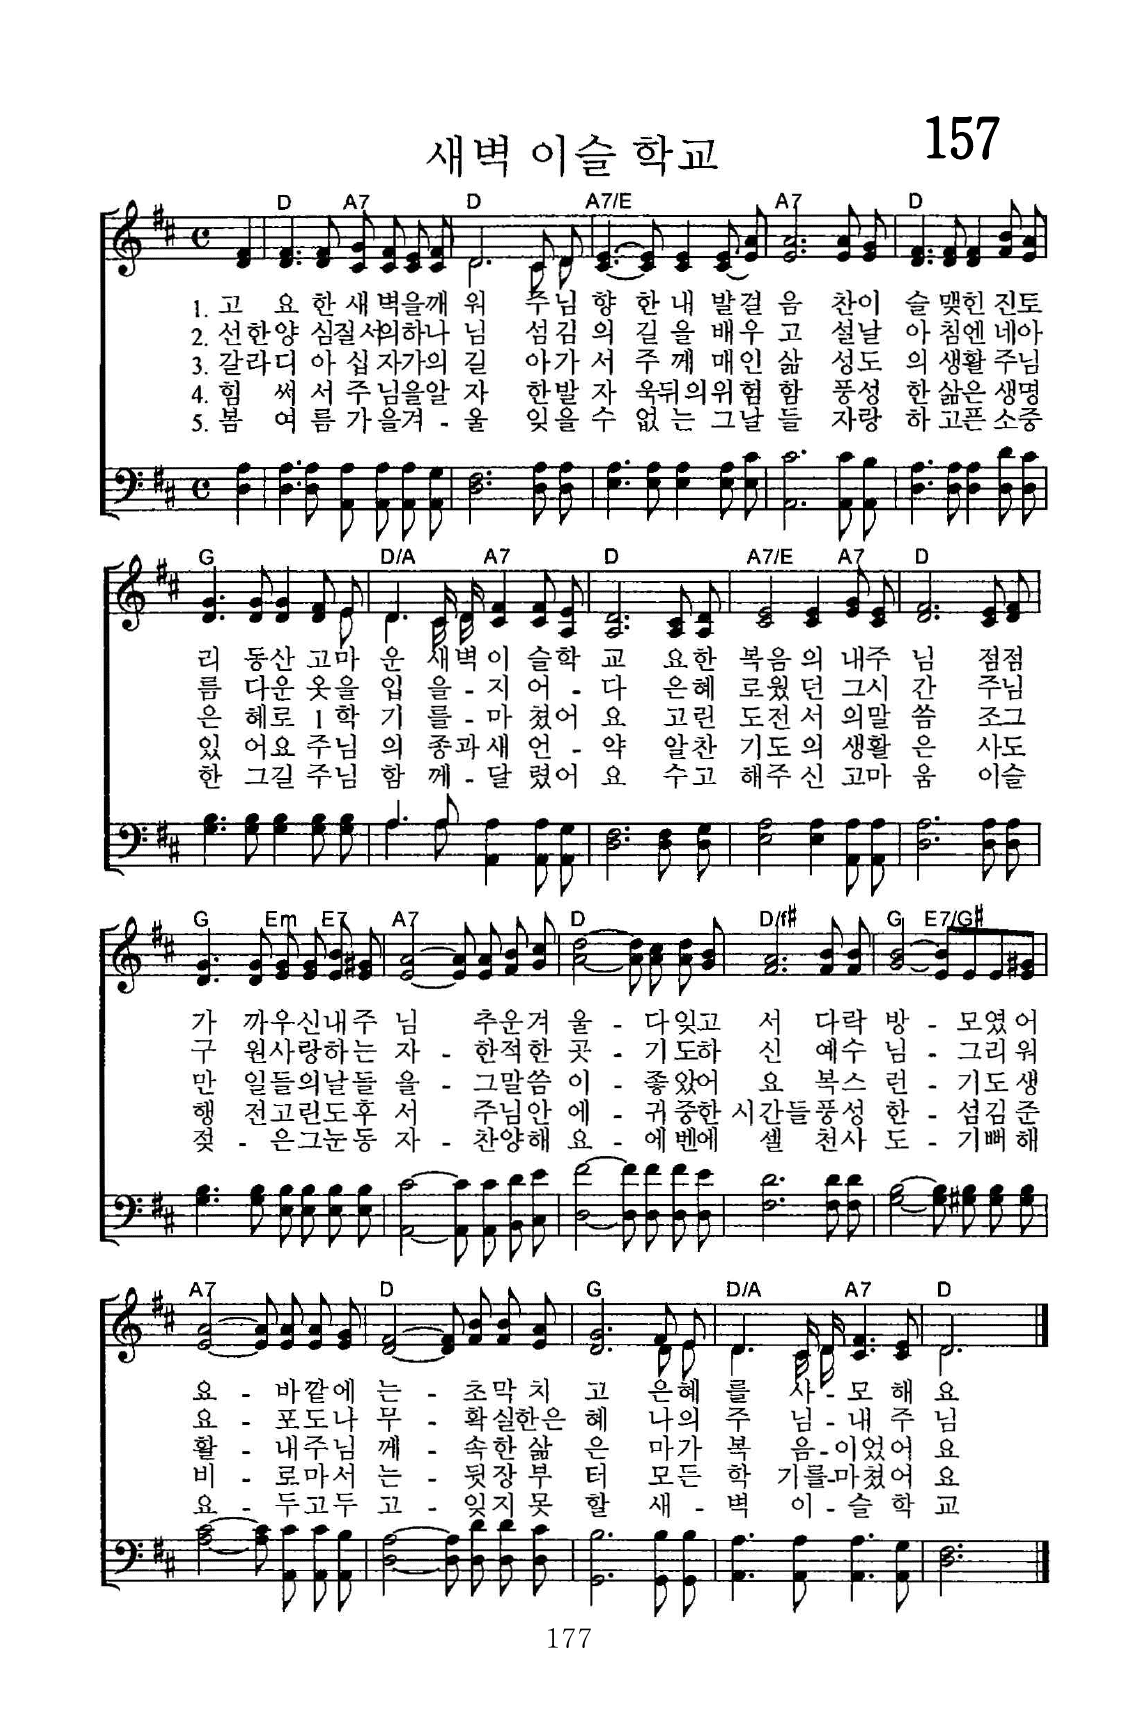 157
새벽 이슬 학교
D A7 D A7/E A7 D
1. 고 요 한 새 벽을깨 워 주님 향 한 내 발걸 음 찬이 슬 맺힌 진토
2. 선한양 심질서의하나 님 섬김 의 길 을 배우 고 설날 아 침엔 네아
3. 갈라디 아 십 자가의 길 아가 서 주 께 매인 삶 성도 의 생활 주님
4. 힘 써 서 주 님을알 자 한발 자 욱뒤의위험 함 풍성 한 삶은 생명
5. 봄 여 름 가 을겨 - 울 잊을 수 없 는 그날 들 자랑 하 고픈 소중
G D/A A7 D A7/E A7 D
리 동산 고마 운 새벽 이 슬학 교 요한 복음 의 내주 님 점점
름 다운 옷을 입 을 - 지 어 - 다 은혜 로웠 던 그시 간 주님
은 혜로 1 학 기 를 - 마 쳤어 요 고린 도전 서 의말 씀 조그
있 어요 주님 의 종과 새 언 - 약 알찬 기도 의 생활 은 사도
한 그길 주님 함 께 - 달 렸어 요 수고 해주 신 고마 움 이슬
G Em E7 A7 D D/f# G E7/G#
가 까우신내주 님 추운겨 울 - 다잊고 서 다락 방 - 모였어
구 원사랑하는 자 - 한적한 곳 - 기도하 신 예수 님 - 그리워
만 일들의날들 을 - 그말씀 이 - 좋았어 요 복스 런 - 기도생
행 전고린도후 서 주님안 에 - 귀중한 시간들풍성 한 - 섬김준
젖 - 은그눈동 자 - 찬양해 요 - 에벤에 셀 천사 도 - 기뻐해
A7 D G D/A A7 D
요 - 바깥에 는 - 초막치 고 은혜 를 사 - 모 해 요
요 - 포도나 무 - 확실한은 혜 나의 주 님 - 내 주 님
활 - 내주님 께 - 속한 삶 은 마가 복 음 - 이었어 요
비 - 로마서 는 - 뒷장부 터 모든 학 기를 - 마쳤어 요
요 - 두고두 고 - 잊지못 할 새 - 벽 이 - 슬 학 교
177